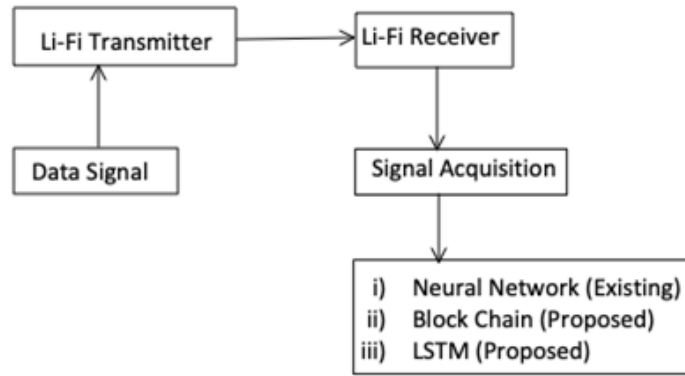 Li-Fi Transmitter
Li-Fi Receiver
Data Signal
Signal Acquisition
i) Neural Network (Existing)
ii) Block Chain (Proposed)
iii) LSTM (Proposed)